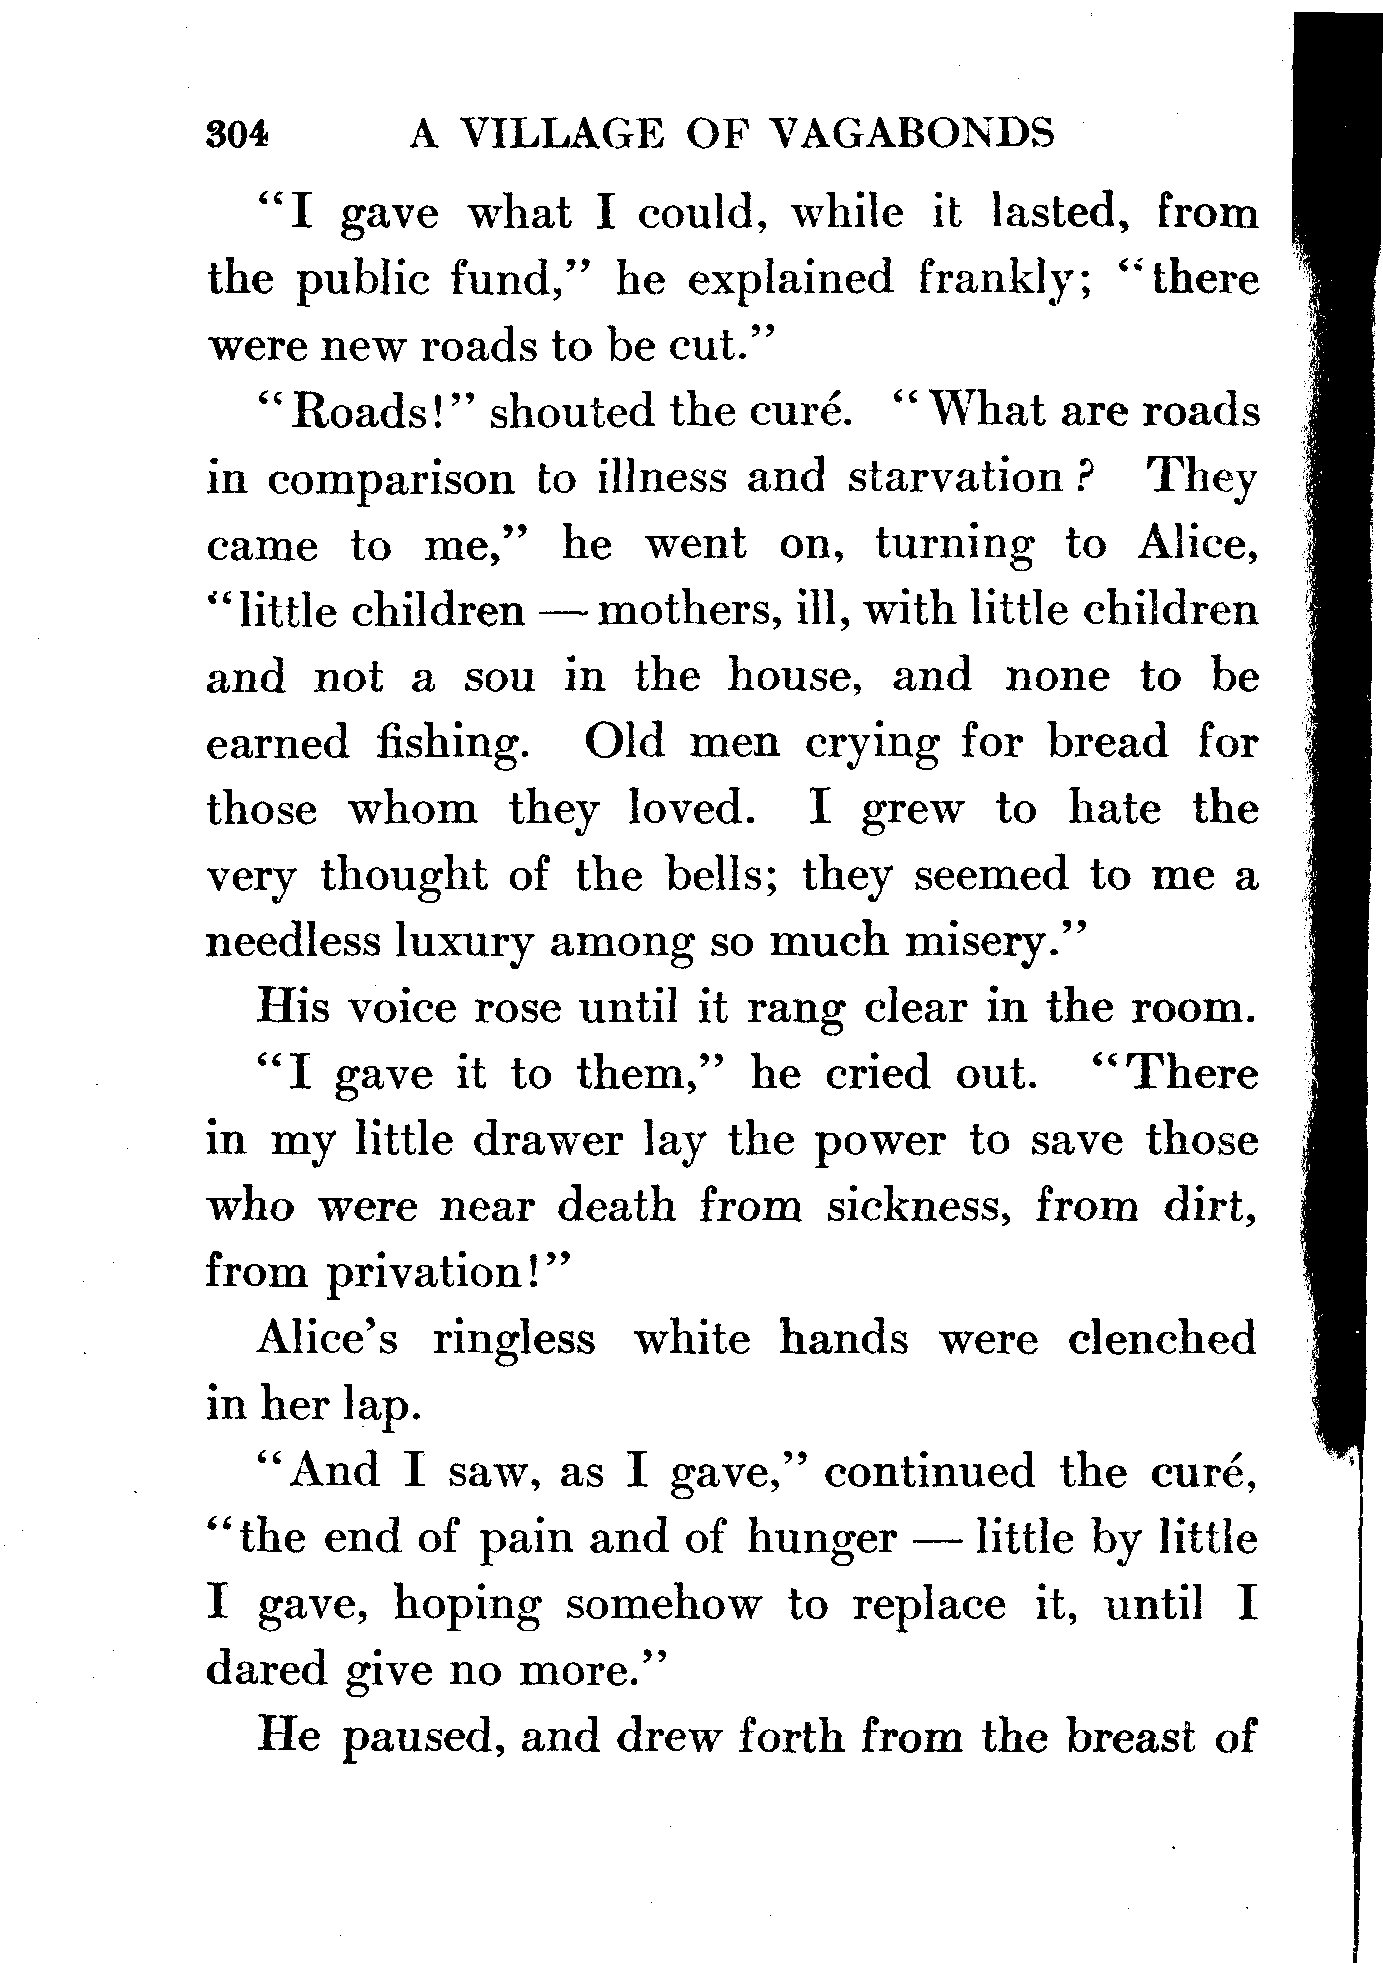 304 A VILLAGE OF VAGABONDS
“I gave what I could, while it lasted, from
the public fund,” he explained frankly; “there
were new roads to be cut.”
“Roads!” shouted the curé. “What are roads
in comparison to illness and starvation? They
came to me,” he went on, turning to Alice,
“little children — mothers, ill, with little children
and not a sou in the house, and none to be
earned fishing. Old men crying for bread for
those whom they loved. I grew to hate the
very thought of the bells; they seemed to me a
needless luxury among so much misery.”
His voice rose until it rang clear in the room.
“I gave it to them,” he cried out. “There
in my little drawer lay the power to save those
who were near death from sickness, from dirt,
from privation!”
Alice’s ringless white hands were clenched
in her lap.
“And I saw, as I gave,” continued the curé,
“the end of pain and of hunger — little by little
I gave, hoping somehow to replace it, until I
dared give no more.”
He paused, and drew forth from the breast of